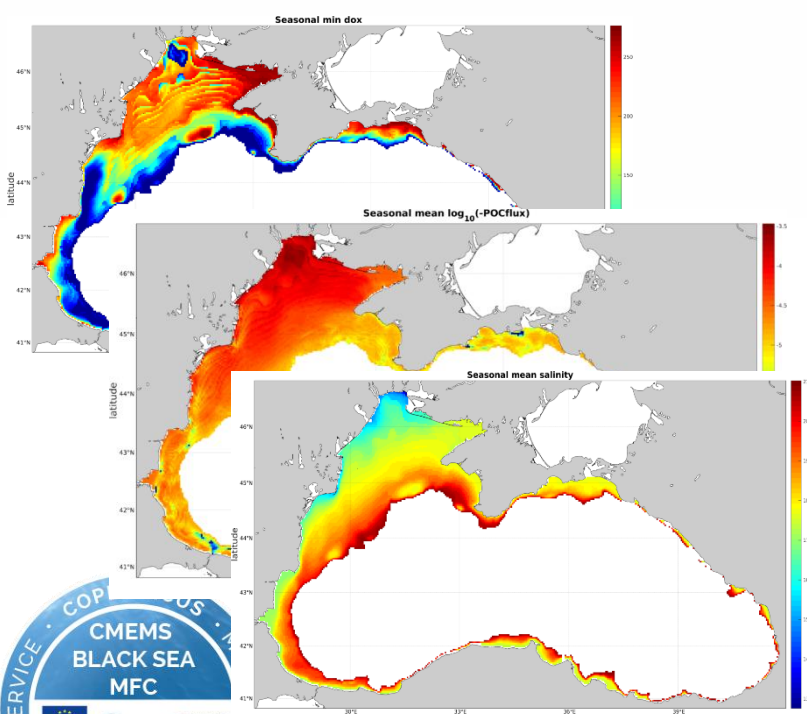 Seasonal min dox
46°N
45°N
44°N
43°N
42°N
41°N
latitude
250
200
150
Seasonal mean log10(-POCflux)
46°N
45°N
44°N
43°N
42°N
41°N
latitude
-3.5
-4
-4.5
-5
Seasonal mean salinity
46°N
45°N
44°N
43°N
42°N
41°N
latitude
30°E
33°E
36°E
39°E
CMEMS
BLACK SEA
MFC